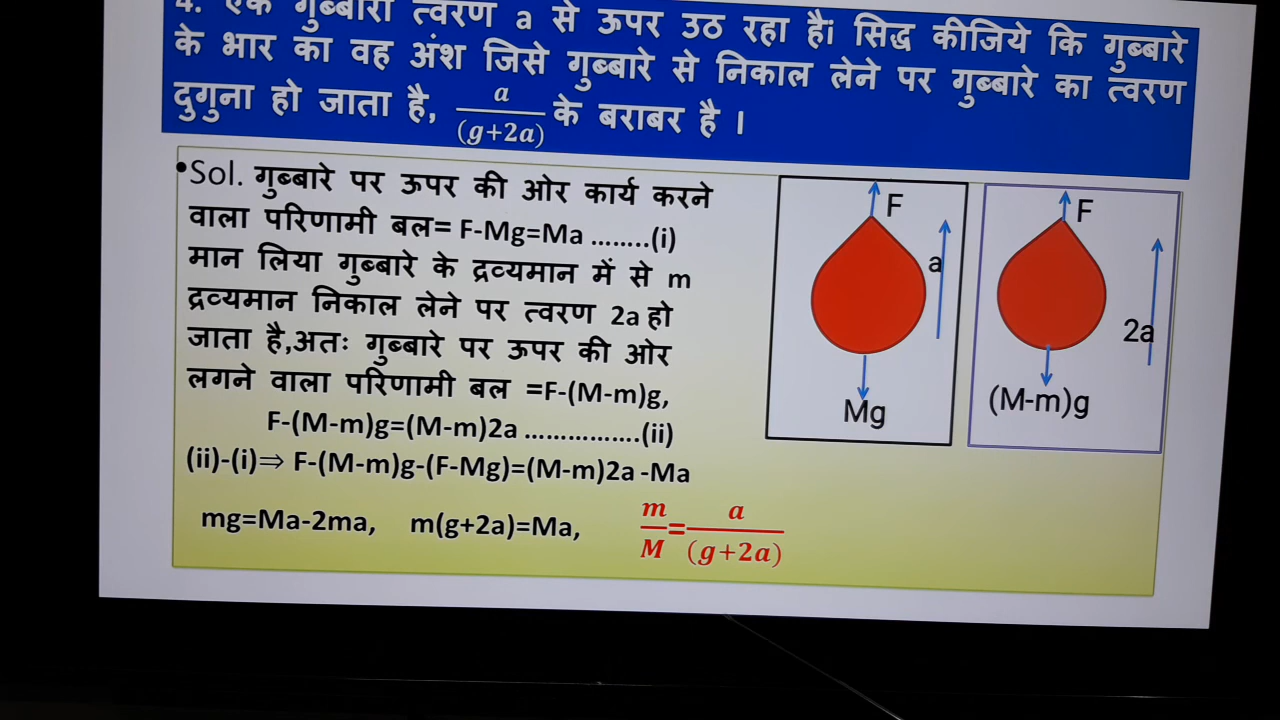 4. एक गुब्बारा त्वरण a से ऊपर उठ रहा हैi सिद्ध कीजिये कि गुब्बारे
के भार का वह अंश जिसे गुब्बारे से निकाल लेने पर गुब्बारे का त्वरण
दुगुना हो जाता है, a/(g+2a) के बराबर है ।
•Sol. गुब्बारे पर ऊपर की ओर कार्य करने
वाला परिणामी बल= F-Mg=Ma ........(i)
मान लिया गुब्बारे के द्रव्यमान में से m
द्रव्यमान निकाल लेने पर त्वरण 2a हो
जाता है,अतः गुब्बारे पर ऊपर की ओर
लगने वाला परिणामी बल =F-(M-m)g,
F-(M-m)g=(M-m)2a .................(ii)
(ii)-(i)⇒ F-(M-m)g-(F-Mg)=(M-m)2a -Ma
mg=Ma-2ma, m(g+2a)=Ma, m/M=a/(g+2a)
F
a
Mg
F
2a
(M-m)g